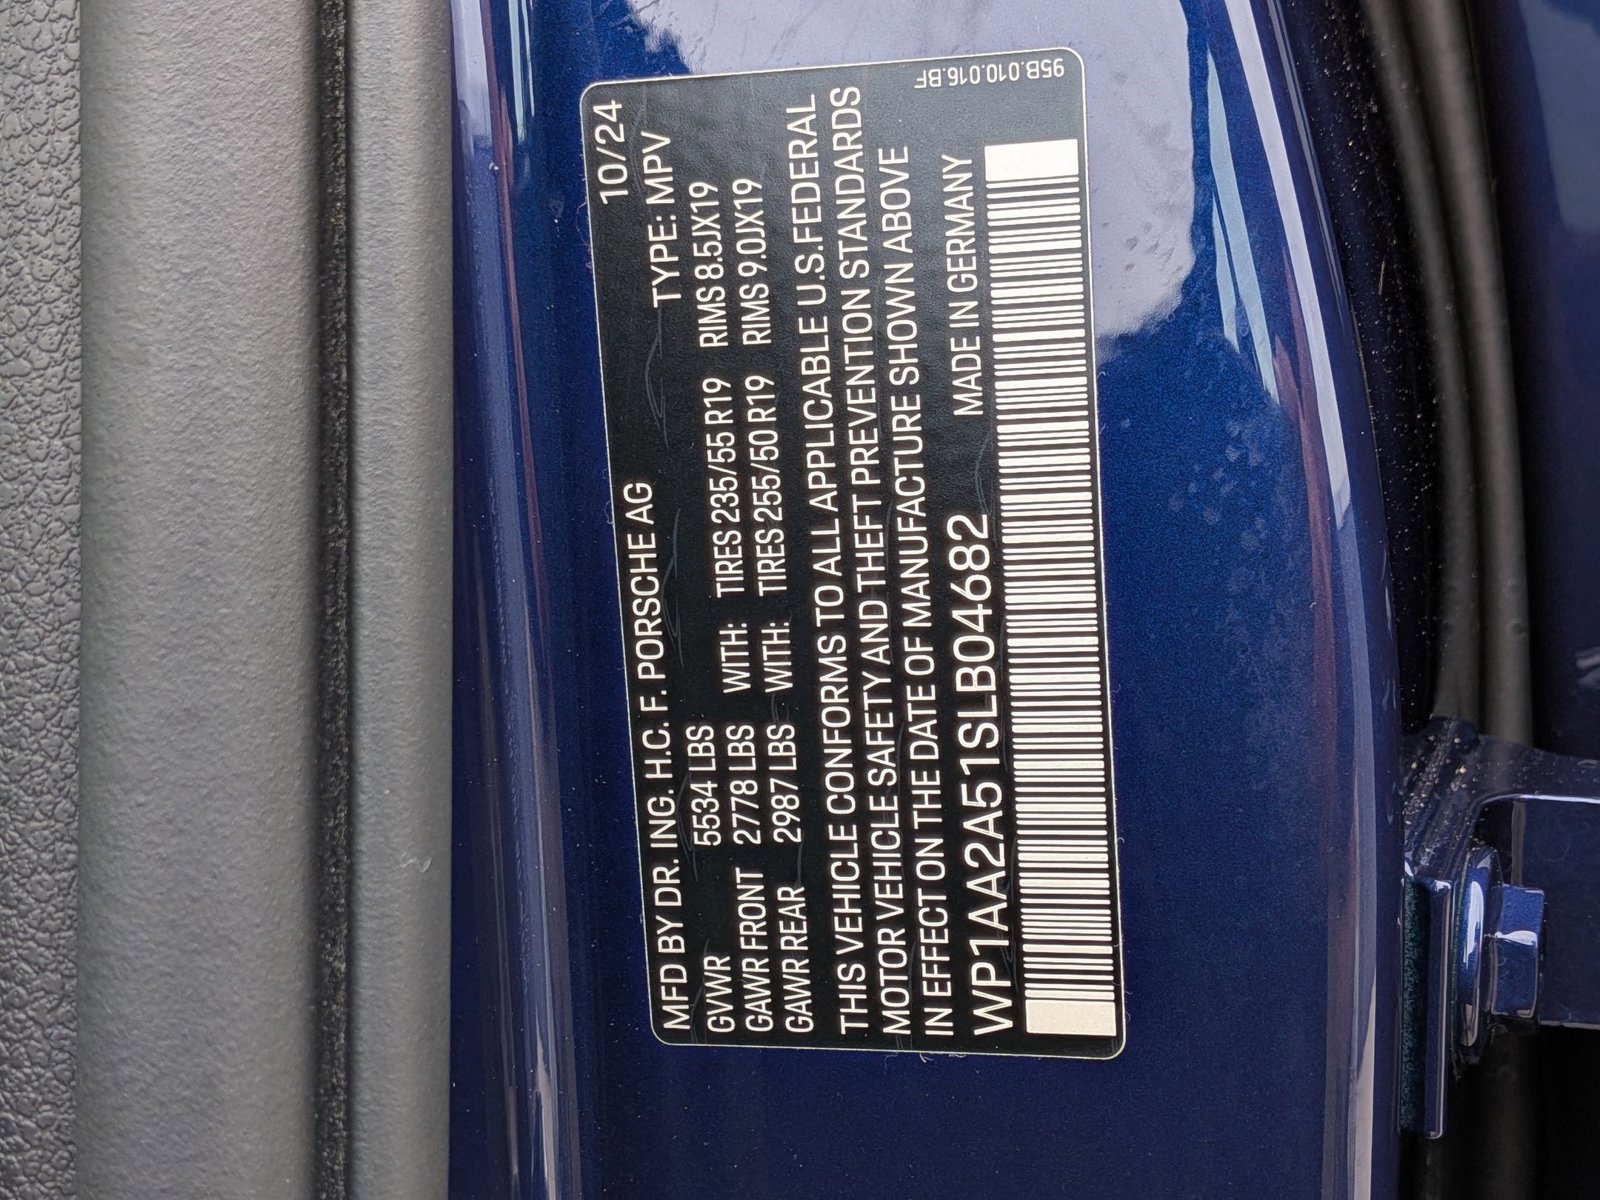 10/24
MFD BY DR. ING. H.C. F. PORSCHE AG
TYPE: MPV
GVWR 5534 LBS WITH: TIRES 235/55 R19 RIMS 8.5JX19
GAWR FRONT 2778 LBS WITH: TIRES 255/50 R19 RIMS 9.0JX19
GAWR REAR 2987 LBS
THIS VEHICLE CONFORMS TO ALL APPLICABLE U.S.FEDERAL
MOTOR VEHICLE SAFETY AND THEFT PREVENTION STANDARDS
IN EFFECT ON THE DATE OF MANUFACTURE SHOWN ABOVE
MADE IN GERMANY
WP1AA2A51SLB04682
95B.010.016.BF